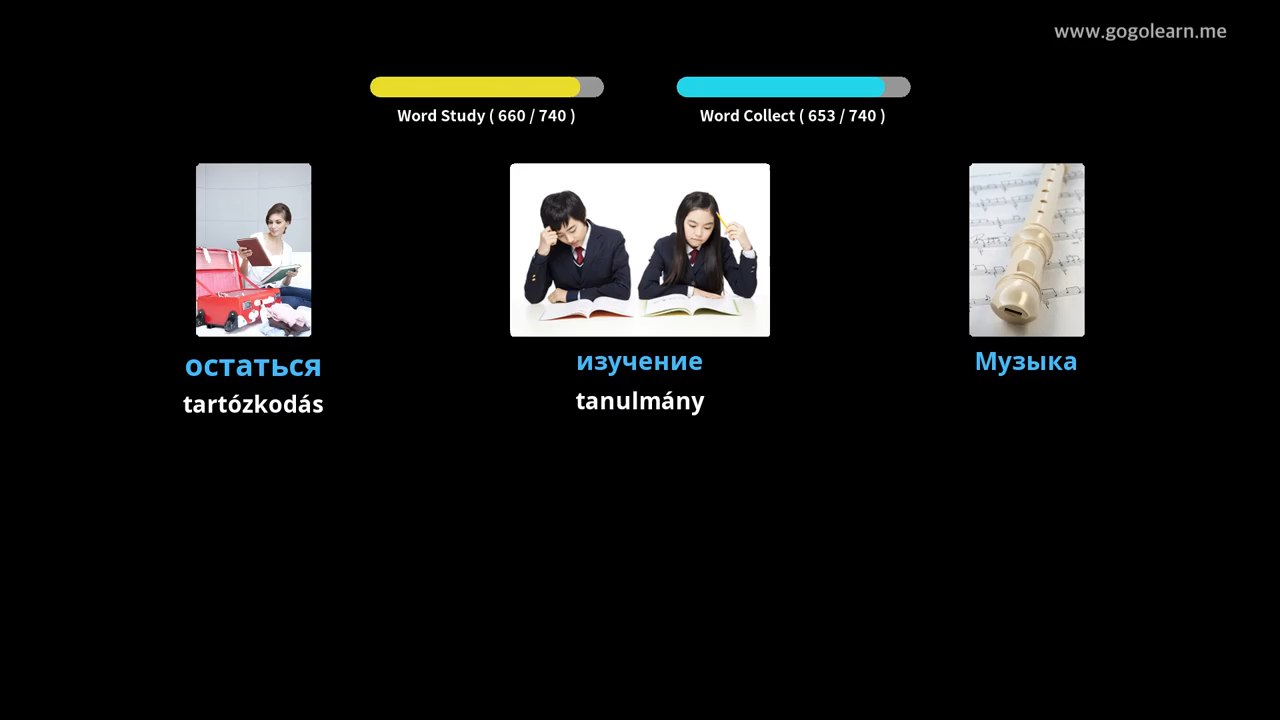 www.gogolearn.me
Word Study ( 660 / 740 )
Word Collect ( 653 / 740 )
остаться
tartózkodás
изучение
tanulmány
Музыка